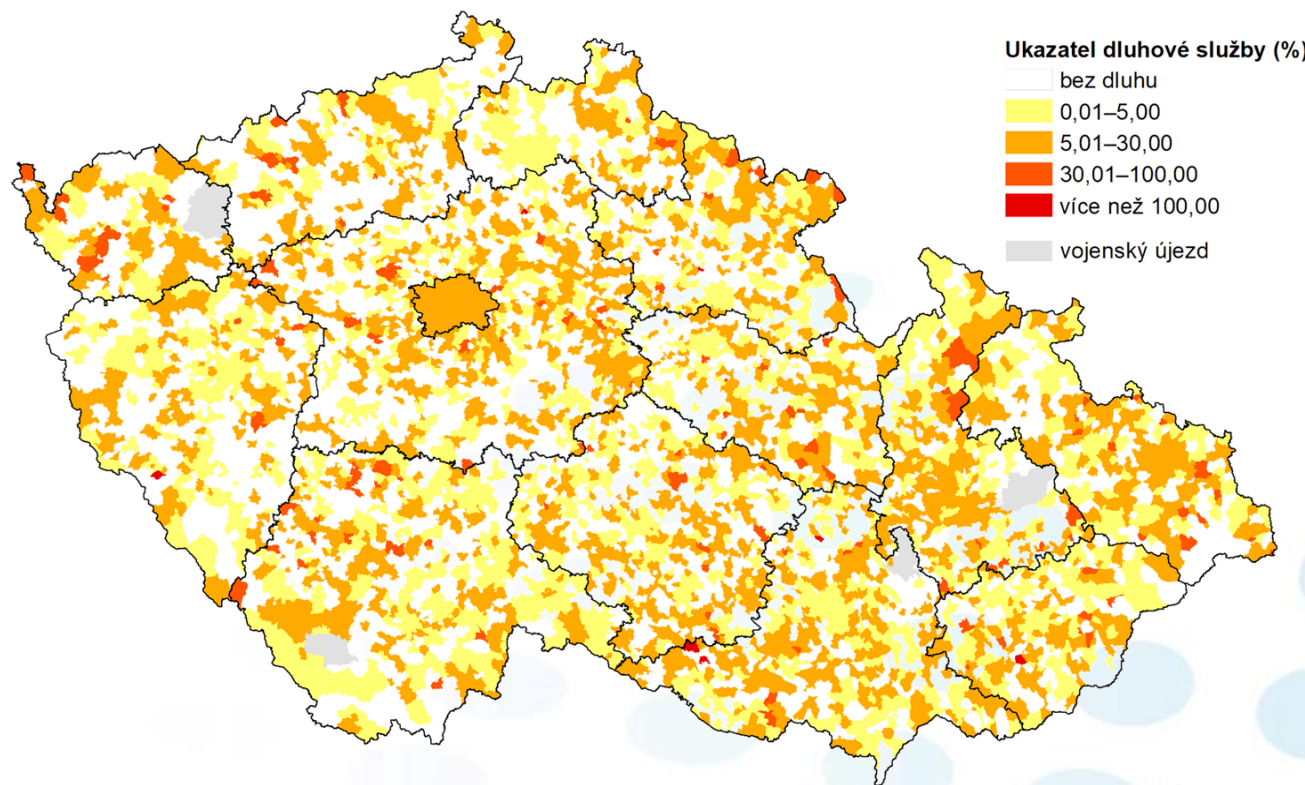 Ukazatel dluhové služby (%)
bez dluhu
0,01–5,00
5,01–30,00
30,01–100,00
více než 100,00
vojenský újezd